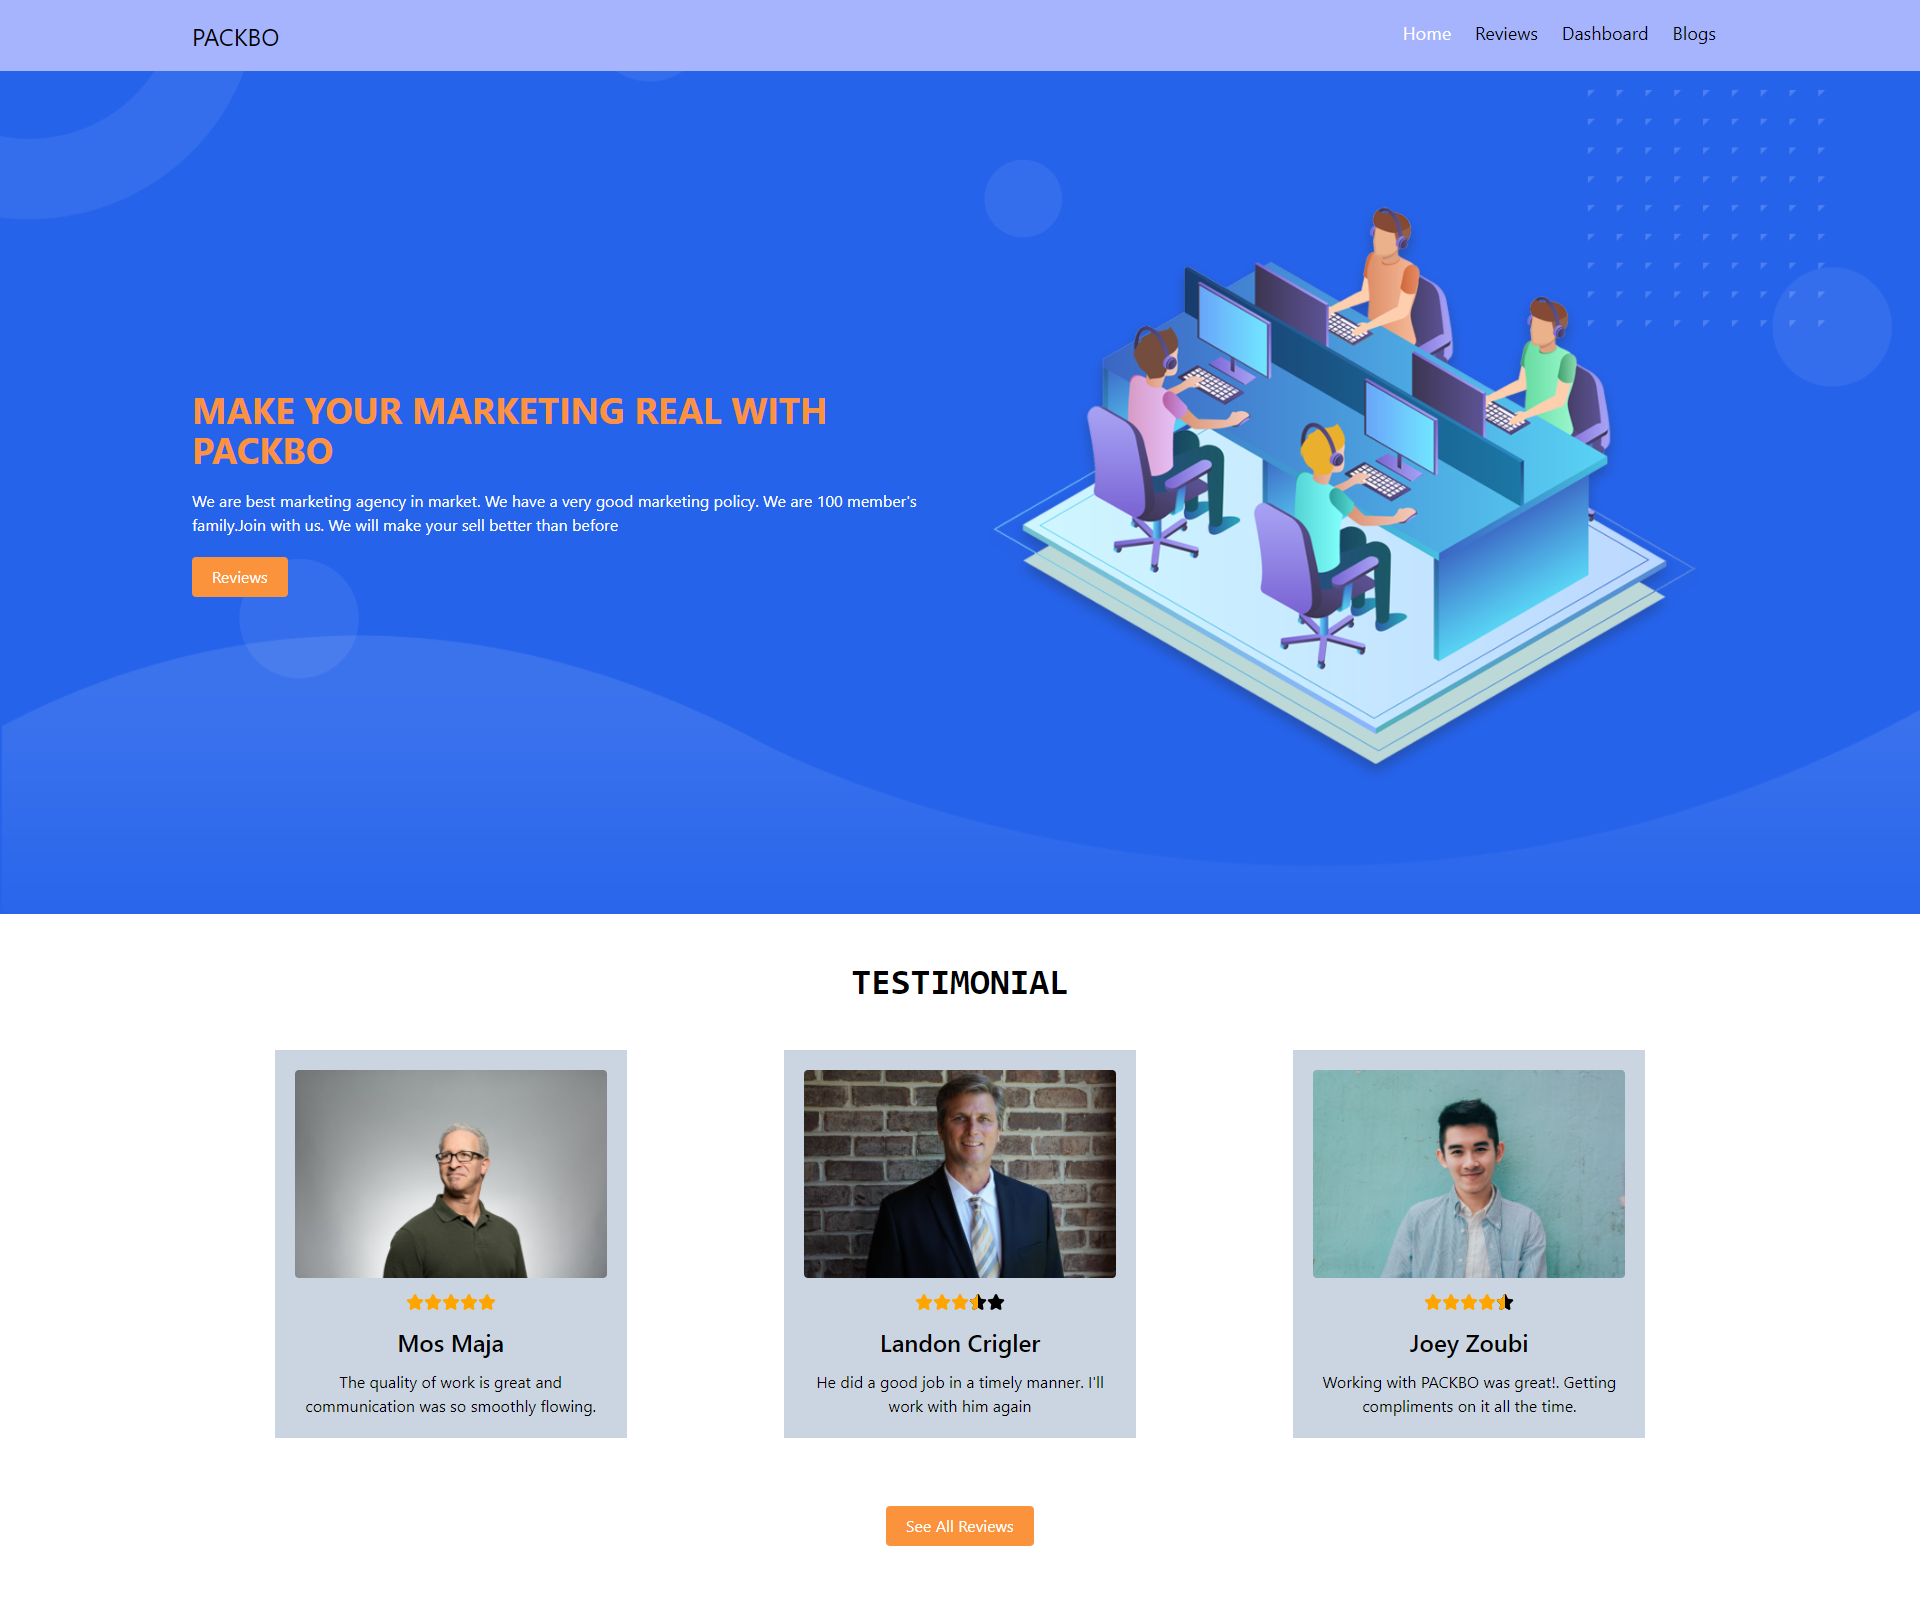 PACKBO
Home Reviews Dashboard Blogs
MAKE YOUR MARKETING REAL WITH
PACKBO
We are best marketing agency in market. We have a very good marketing policy. We are 100 member's
family.Join with us. We will make your sell better than before
Reviews
TESTIMONIAL
Mos Maja
The quality of work is great and
communication was so smoothly flowing.
Landon Crigler
He did a good job in a timely manner. I'll
work with him again
Joey Zoubi
Working with PACKBO was great!. Getting
compliments on it all the time.
See All Reviews